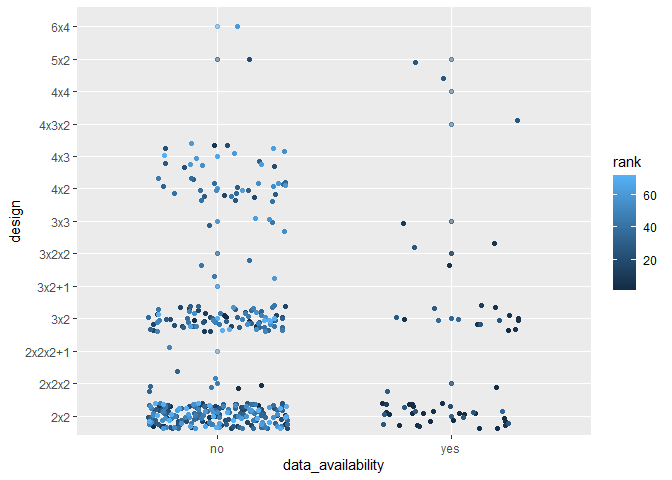 6x4
5x2
4x4
4x3x2
4x3
4x2
3x3
3x2x2
3x2+1
3x2
2x2x2+1
2x2x2
2x2
design
no
yes
data_availability
rank
60
40
20